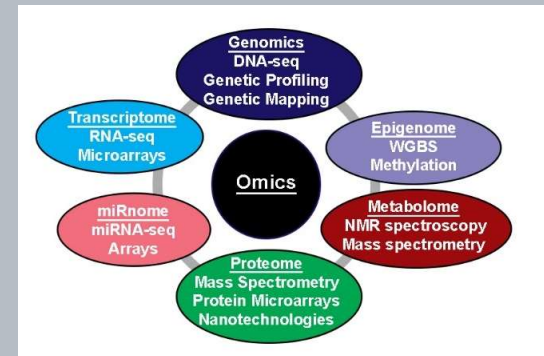 Genomics
DNA-seq
Genetic Profiling
Genetic Mapping
Transcriptome
RNA-seq
Microarrays
Epigenome
WGBS
Methylation
Omics
miRnome
miRNA-seq
Arrays
Metabolome
NMR spectroscopy
Mass spectrometry
Proteome
Mass Spectrometry
Protein Microarrays
Nanotechnologies